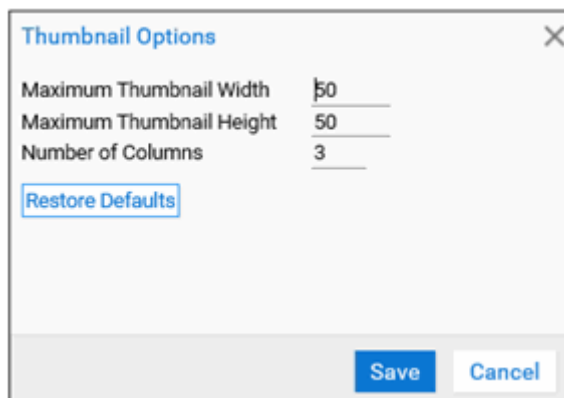 Thumbnail Options
Maximum Thumbnail Width 50
Maximum Thumbnail Height 50
Number of Columns 3
Restore Defaults
Save Cancel